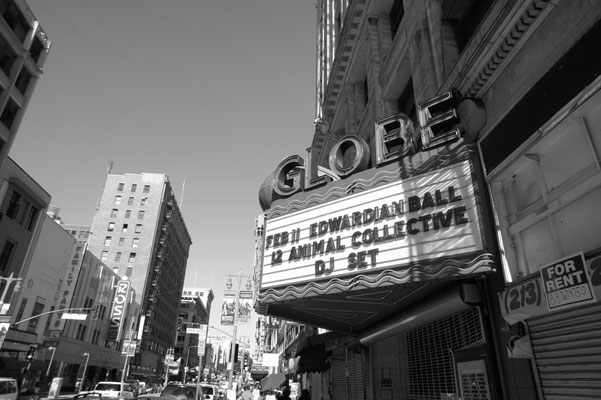 GLOBE
FEB 11 EDWARDIAN BALL
12 ANIMAL COLLECTIVE
DJ SET
FOR
RENT
(213)